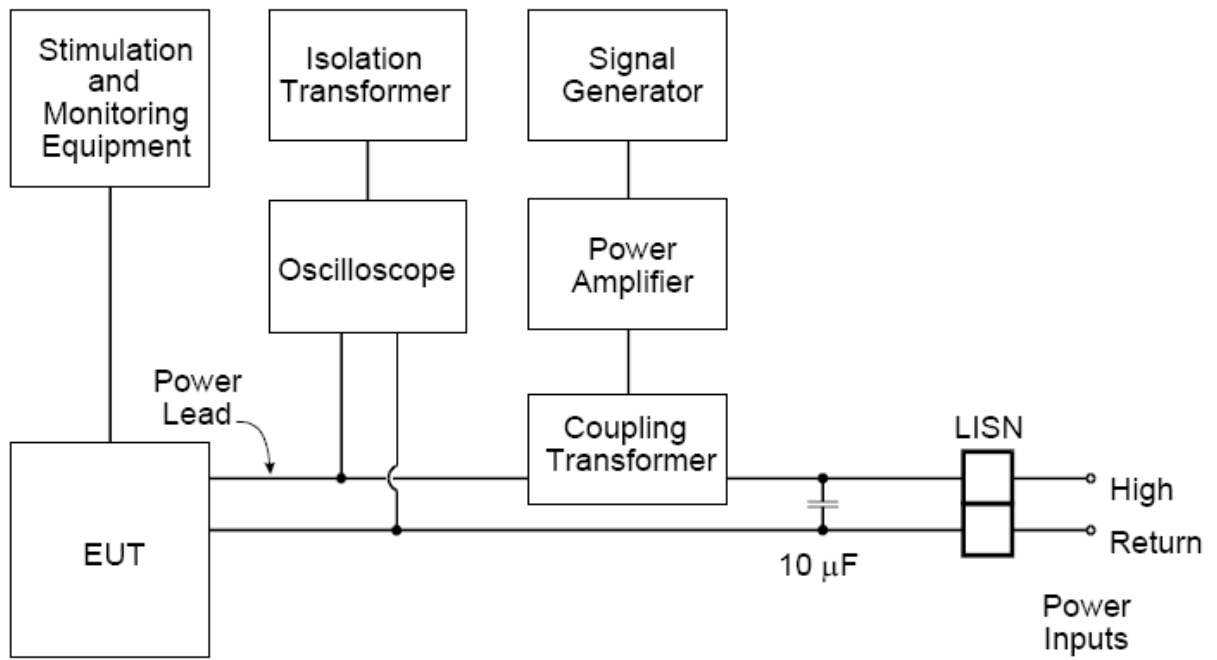 Stimulation
and
Monitoring
Equipment
Isolation
Transformer
Signal
Generator
Oscilloscope
Power
Amplifier
Power
Lead
Coupling
Transformer
LISN
High
EUT
Return
10 μF
Power
Inputs